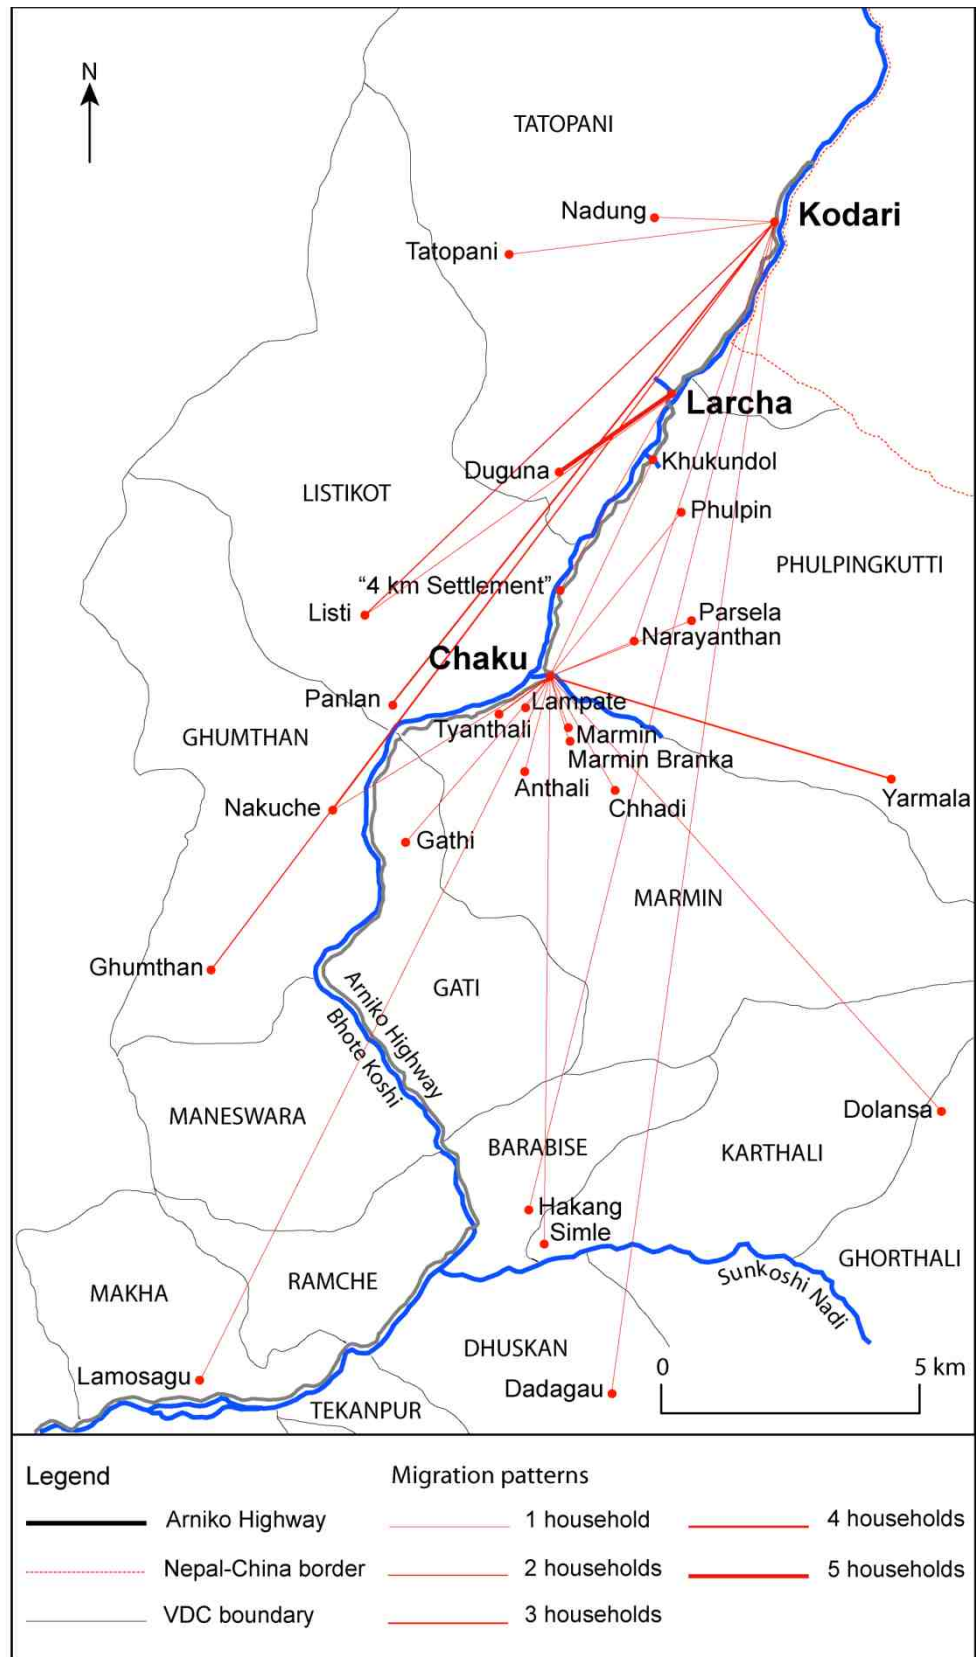 N
TATOPANI
Nadung
Kodari
Tatopani
Larcha
Duguna
Khukundol
LISTIKOT
Phulpin
PHULPINGKUTTI
“4 km Settlement”
Listi
Parsela
Narayanthan
Chaku
Panlan
Lampate
Tyanthali
GHUMTHAN
Marmin
Marmin Branka
Anthali
Yarmala
Nakuche
Chhadi
Gathi
MARMIN
Ghumthan
GATI
Arniko Highway
Bhote Koshi
MANESWARA
Dolansa
BARABISE
KARTHALI
Hakang
Simle
GHORTHALI
Sunkoshi Nadi
RAMCHE
MAKHA
DHUSKAN
0 5 km
Lamosagu
Dadagau
TEKANPUR
Legend
Arniko Highway
Nepal-China border
VDC boundary
Migration patterns
1 household
2 households
3 households
4 households
5 households